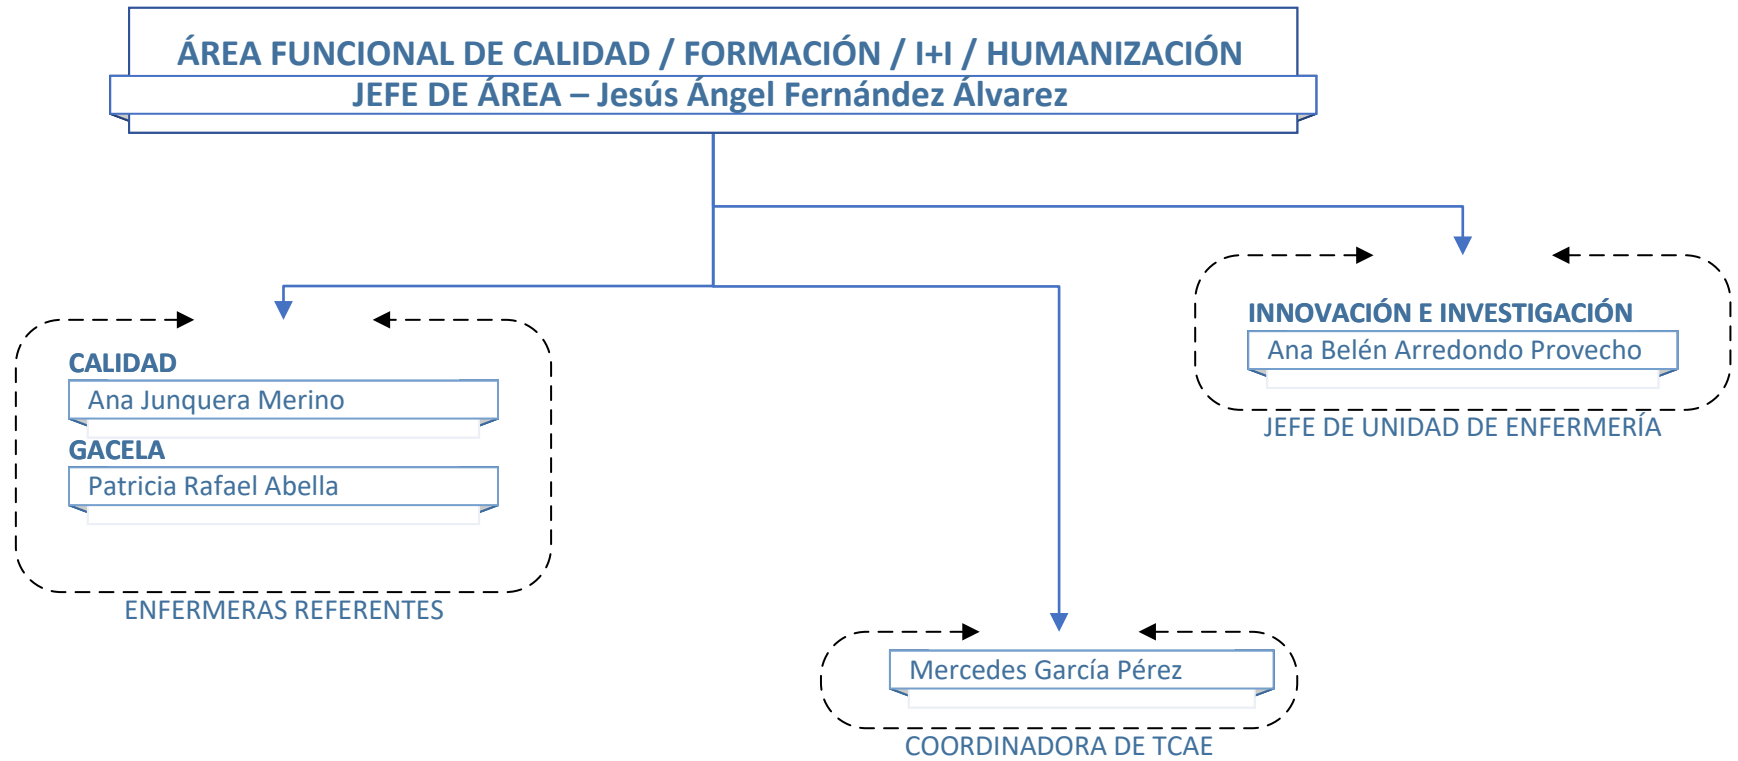 ÁREA FUNCIONAL DE CALIDAD / FORMACIÓN / I+I / HUMANIZACIÓN
JEFE DE ÁREA – Jesús Ángel Fernández Álvarez
CALIDAD
Ana Junquera Merino
GACELA
Patricia Rafael Abella
ENFERMERAS REFERENTES
Mercedes García Pérez
COORDINADORA DE TCAE
INNOVACIÓN E INVESTIGACIÓN
Ana Belén Arredondo Provecho
JEFE DE UNIDAD DE ENFERMERÍA